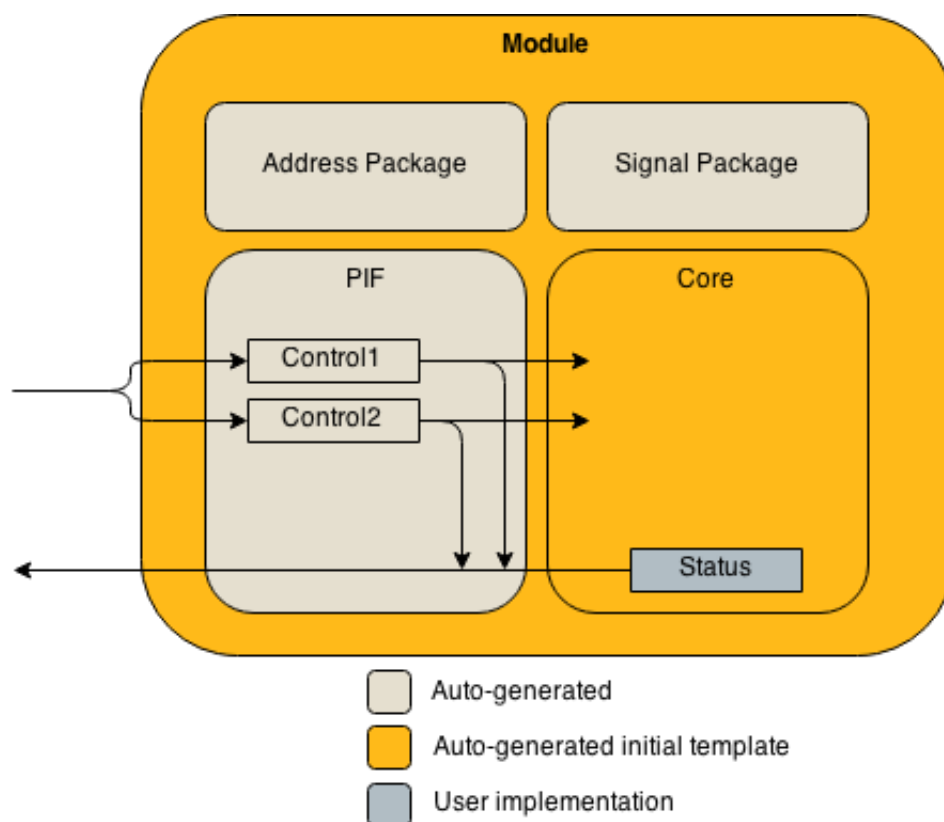 Module
Address Package
Signal Package
PIF
Core
Control1
Control2
Status
Auto-generated
Auto-generated initial template
User implementation